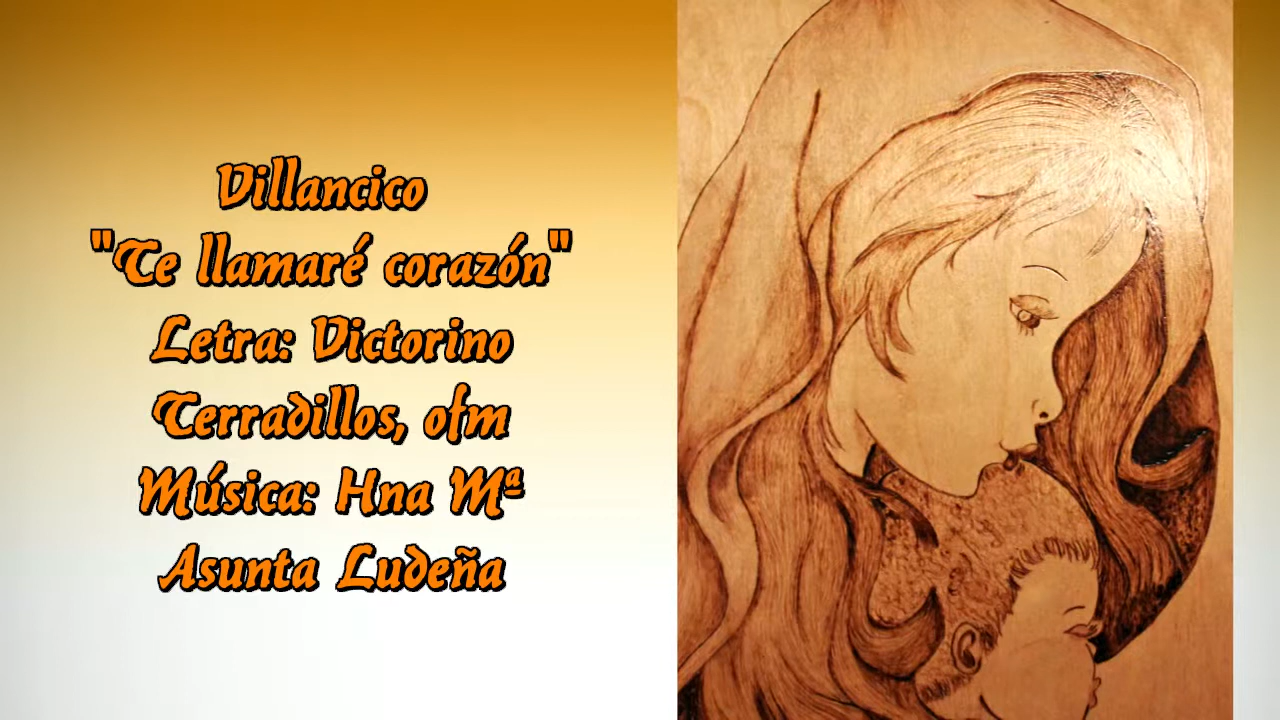 Villancico
"Te llamaré corazón"
Letra: Victorino
Terradillos, ofm
Música: Hna Mª
Asunta Ludeña